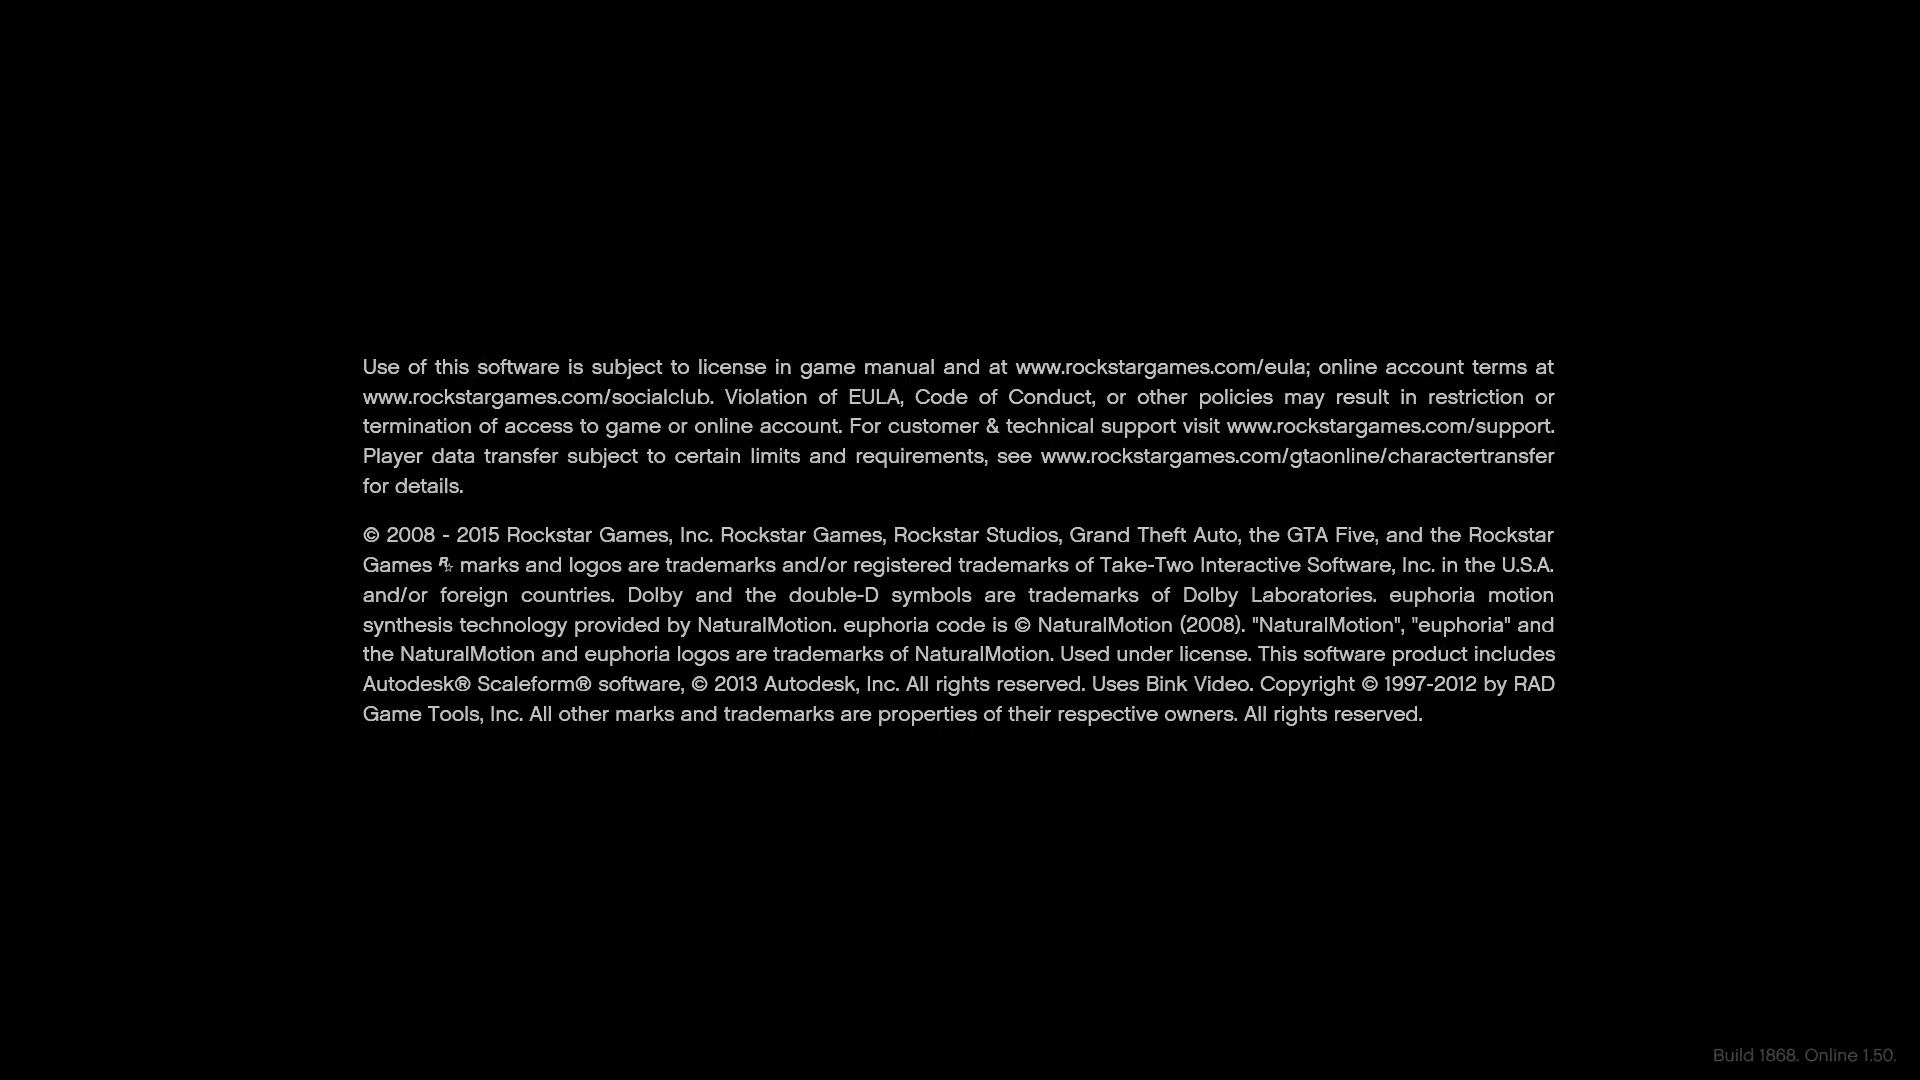 Use of this software is subject to license in game manual and at www.rockstargames.com/eula; online account terms at
www.rockstargames.com/socialclub. Violation of EULA, Code of Conduct, or other policies may result in restriction or
termination of access to game or online account. For customer & technical support visit www.rockstargames.com/support.
Player data transfer subject to certain limits and requirements, see www.rockstargames.com/gtaonline/charactertransfer
for details.
© 2008 - 2015 Rockstar Games, Inc. Rockstar Games, Rockstar Studios, Grand Theft Auto, the GTA Five, and the Rockstar
Games R☆ marks and logos are trademarks and/or registered trademarks of Take-Two Interactive Software, Inc. in the U.S.A.
and/or foreign countries. Dolby and the double-D symbols are trademarks of Dolby Laboratories. euphoria motion
synthesis technology provided by NaturalMotion. euphoria code is © NaturalMotion (2008). "NaturalMotion", "euphoria" and
the NaturalMotion and euphoria logos are trademarks of NaturalMotion. Used under license. This software product includes
Autodesk® Scaleform® software, © 2013 Autodesk, Inc. All rights reserved. Uses Bink Video. Copyright © 1997-2012 by RAD
Game Tools, Inc. All other marks and trademarks are properties of their respective owners. All rights reserved.
Build 1868. Online 1.50.